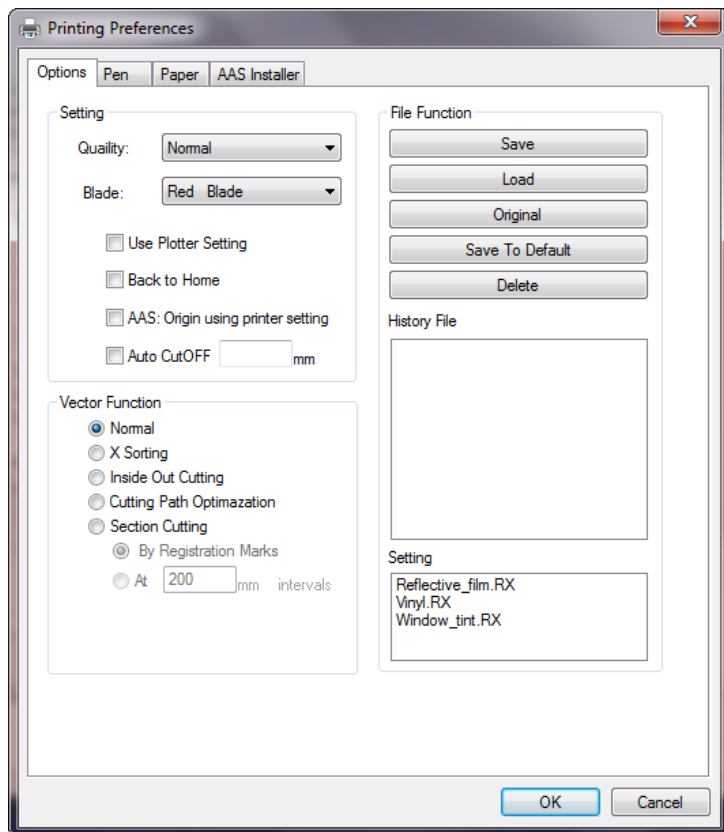 Printing Preferences
Options Pen Paper AAS Installer
Setting
Quaility: Normal
Blade: Red Blade
Use Plotter Setting
Back to Home
AAS: Origin using printer setting
Auto CutOFF mm
Vector Function
Normal
X Sorting
Inside Out Cutting
Cutting Path Optimazation
Section Cutting
By Registration Marks
At 200 mm intervals
File Function
Save
Load
Original
Save To Default
Delete
History File
Setting
Reflective_film.RX
Vinyl.RX
Window_tint.RX
OK Cancel